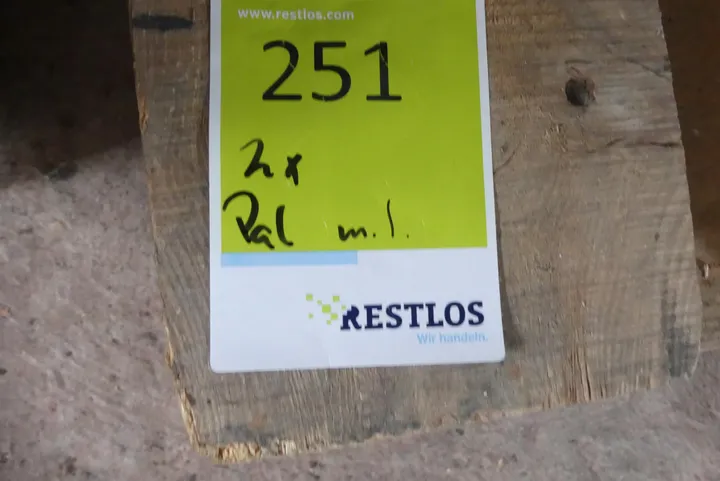 www.restlos.com
251
2x
Pal m. l.
RESTLOS
Wir handeln.